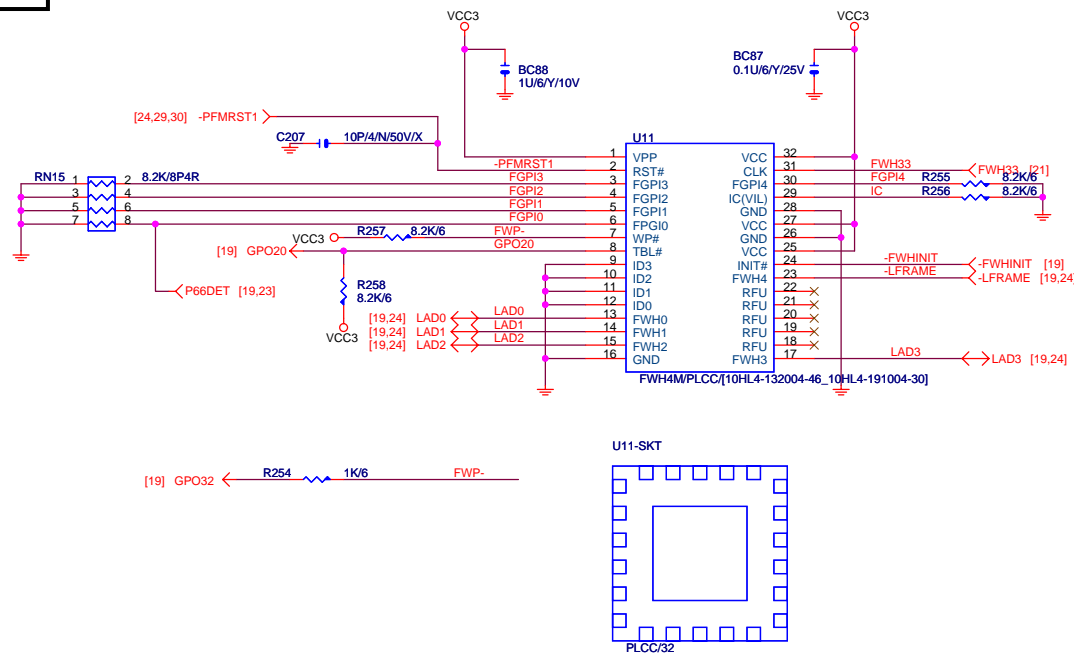 VCC3
VCC3
BC88
1U/6/Y/10V
BC87
0.1U/6/Y/25V
[24,29,30] -PFMRST1
C207 10P/4/N/50V/X
U11
RN15
1 2 8.2K/8P4R
3 4
5 6
7 8
-PFMRST1
FGPI3
FGPI2
FGPI1
FGPI0
VCC3 R257 8.2K/6 FWP-
[19] GPO20 GPO20
P66DET [19,23]
R258
8.2K/6
VCC3
[19,24] LAD0 LAD0
[19,24] LAD1 LAD1
[19,24] LAD2 LAD2
1 VPP VCC 32
2 RST# CLK 31
3 FGPI3 FGPI4 30
4 FGPI2 IC(VIL) 29
5 FGPI1 GND 28
6 FPGI0 VCC 27
7 WP# GND 26
8 TBL# VCC 25
9 ID3 INIT# 24
10 ID2 FWH4 23
11 ID1 RFU 22
12 ID0 RFU 21
13 FWH0 RFU 20
14 FWH1 RFU 19
15 FWH2 RFU 18
16 GND FWH3 17
FWH33 FWH33 [21]
FGPI4 R255 8.2K/6
IC R256 8.2K/6
-FWHINIT -FWHINIT [19]
-LFRAME -LFRAME [19,24]
LAD3 LAD3 [19,24]
FWH4M/PLCC/[10HL4-132004-46_10HL4-191004-30]
U11-SKT
[19] GPO32 R254 1K/6 FWP-
PLCC/32